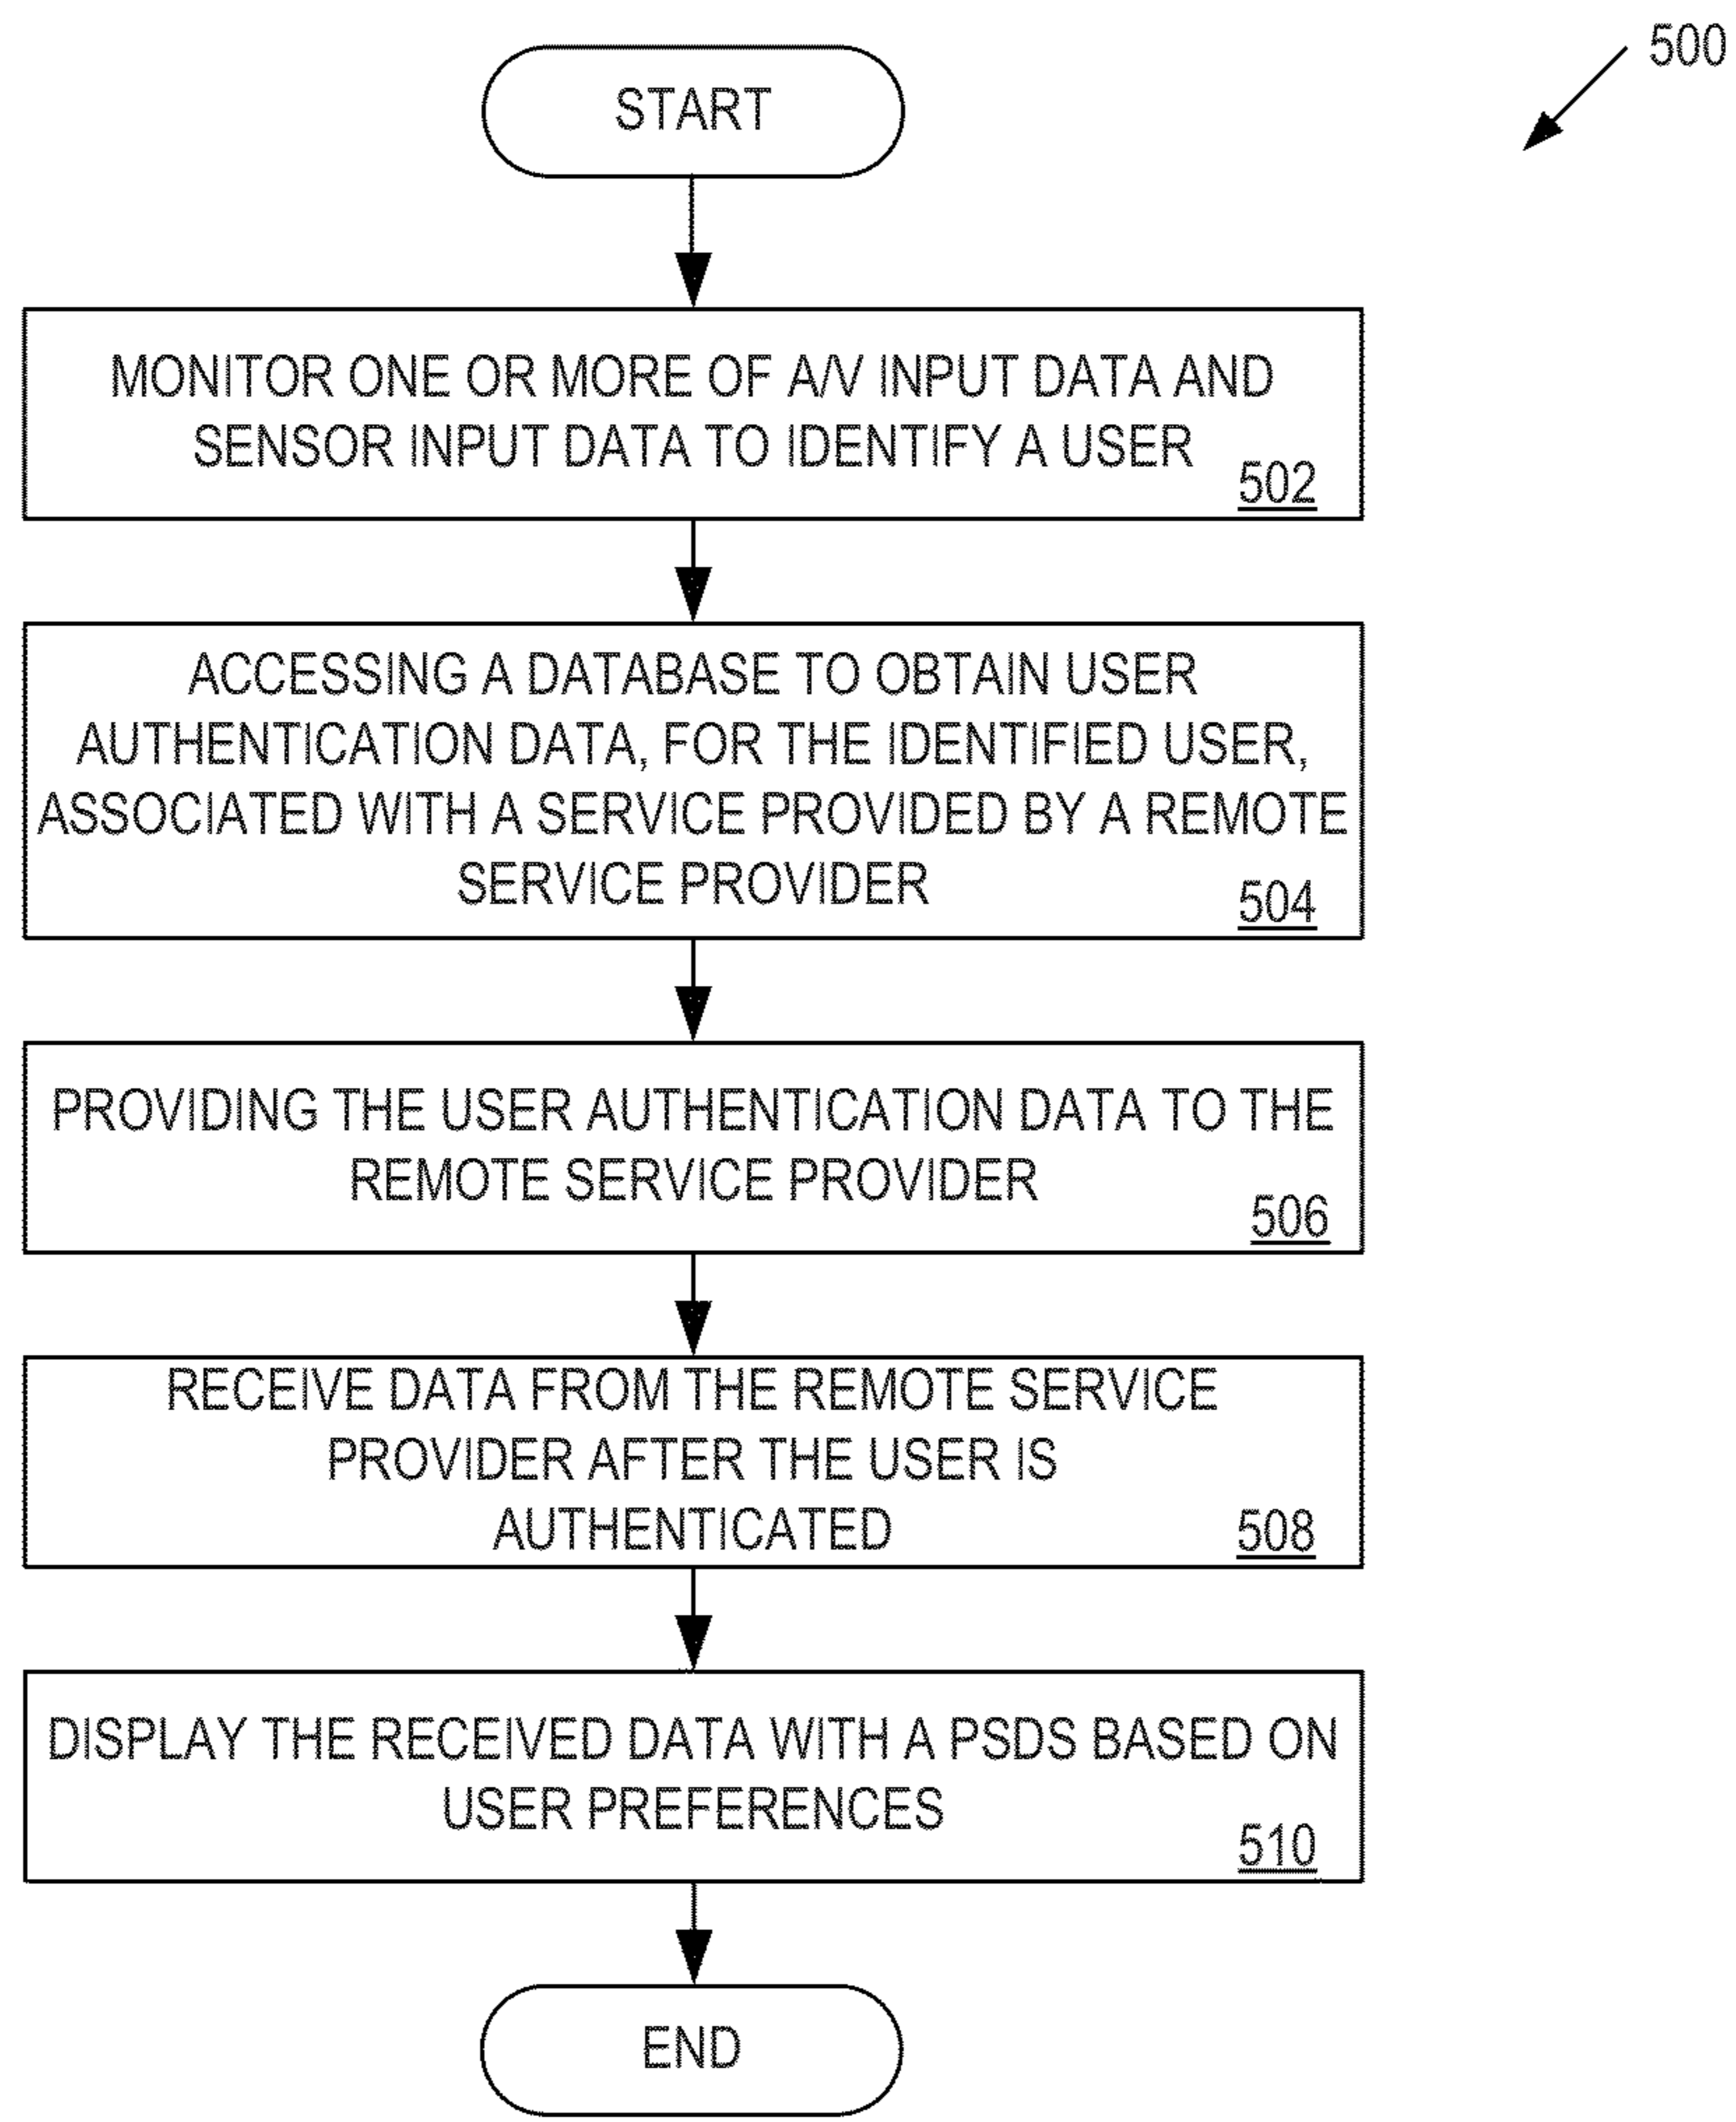 500
START
MONITOR ONE OR MORE OF A/V INPUT DATA AND
SENSOR INPUT DATA TO IDENTIFY A USER
502
ACCESSING A DATABASE TO OBTAIN USER
AUTHENTICATION DATA, FOR THE IDENTIFIED USER,
ASSOCIATED WITH A SERVICE PROVIDED BY A REMOTE
SERVICE PROVIDER
504
PROVIDING THE USER AUTHENTICATION DATA TO THE
REMOTE SERVICE PROVIDER
506
RECEIVE DATA FROM THE REMOTE SERVICE
PROVIDER AFTER THE USER IS
AUTHENTICATED
508
DISPLAY THE RECEIVED DATA WITH A PSDS BASED ON
USER PREFERENCES
510
END